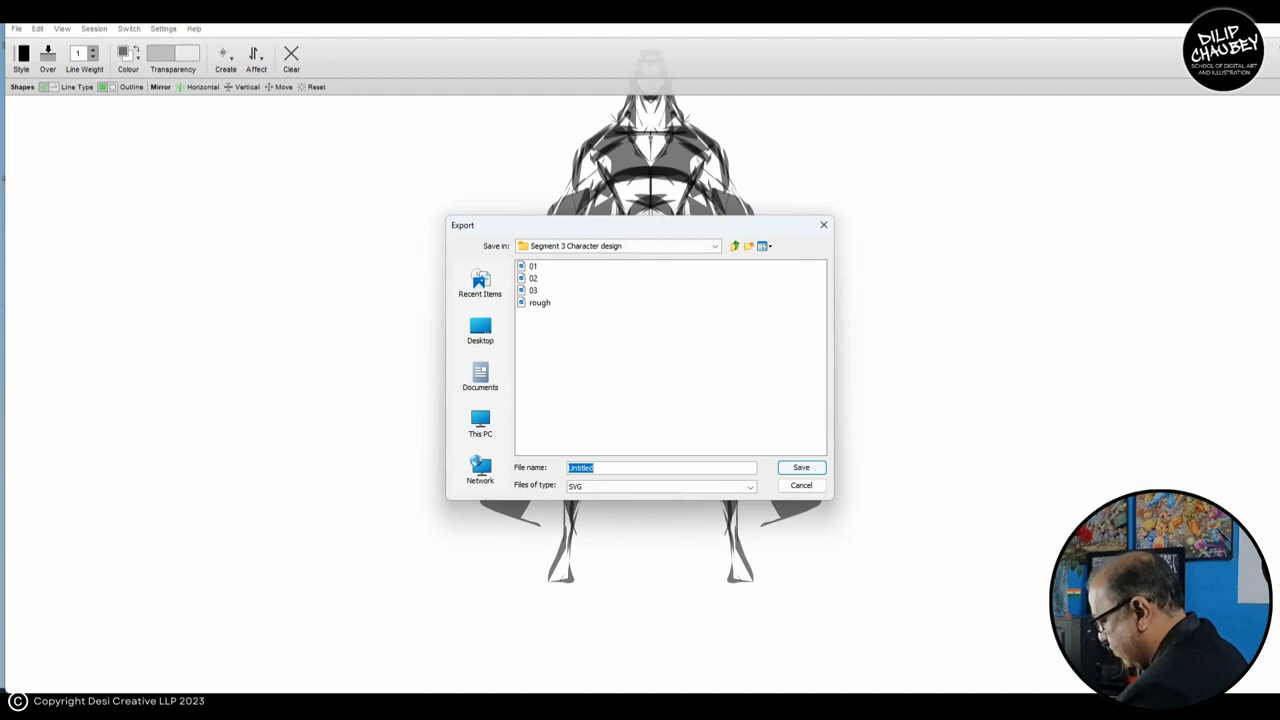 File Edit View Session Switch Settings Help
DILIP
CHAUBEY
SCHOOL OF DIGITAL ART
AND ILLUSTRATION
1
Style Over Line Weight Colour Transparency Create Affect Clear
Shapes Line Type Outline Mirror Horizontal Vertical Move Reset
Export
Save in: Segment 3 Character design
01
02
03
rough
Recent Items
Desktop
Documents
This PC
Network
File name: Untitled Save
Files of type: SVG Cancel
© Copyright Desi Creative LLP 2023